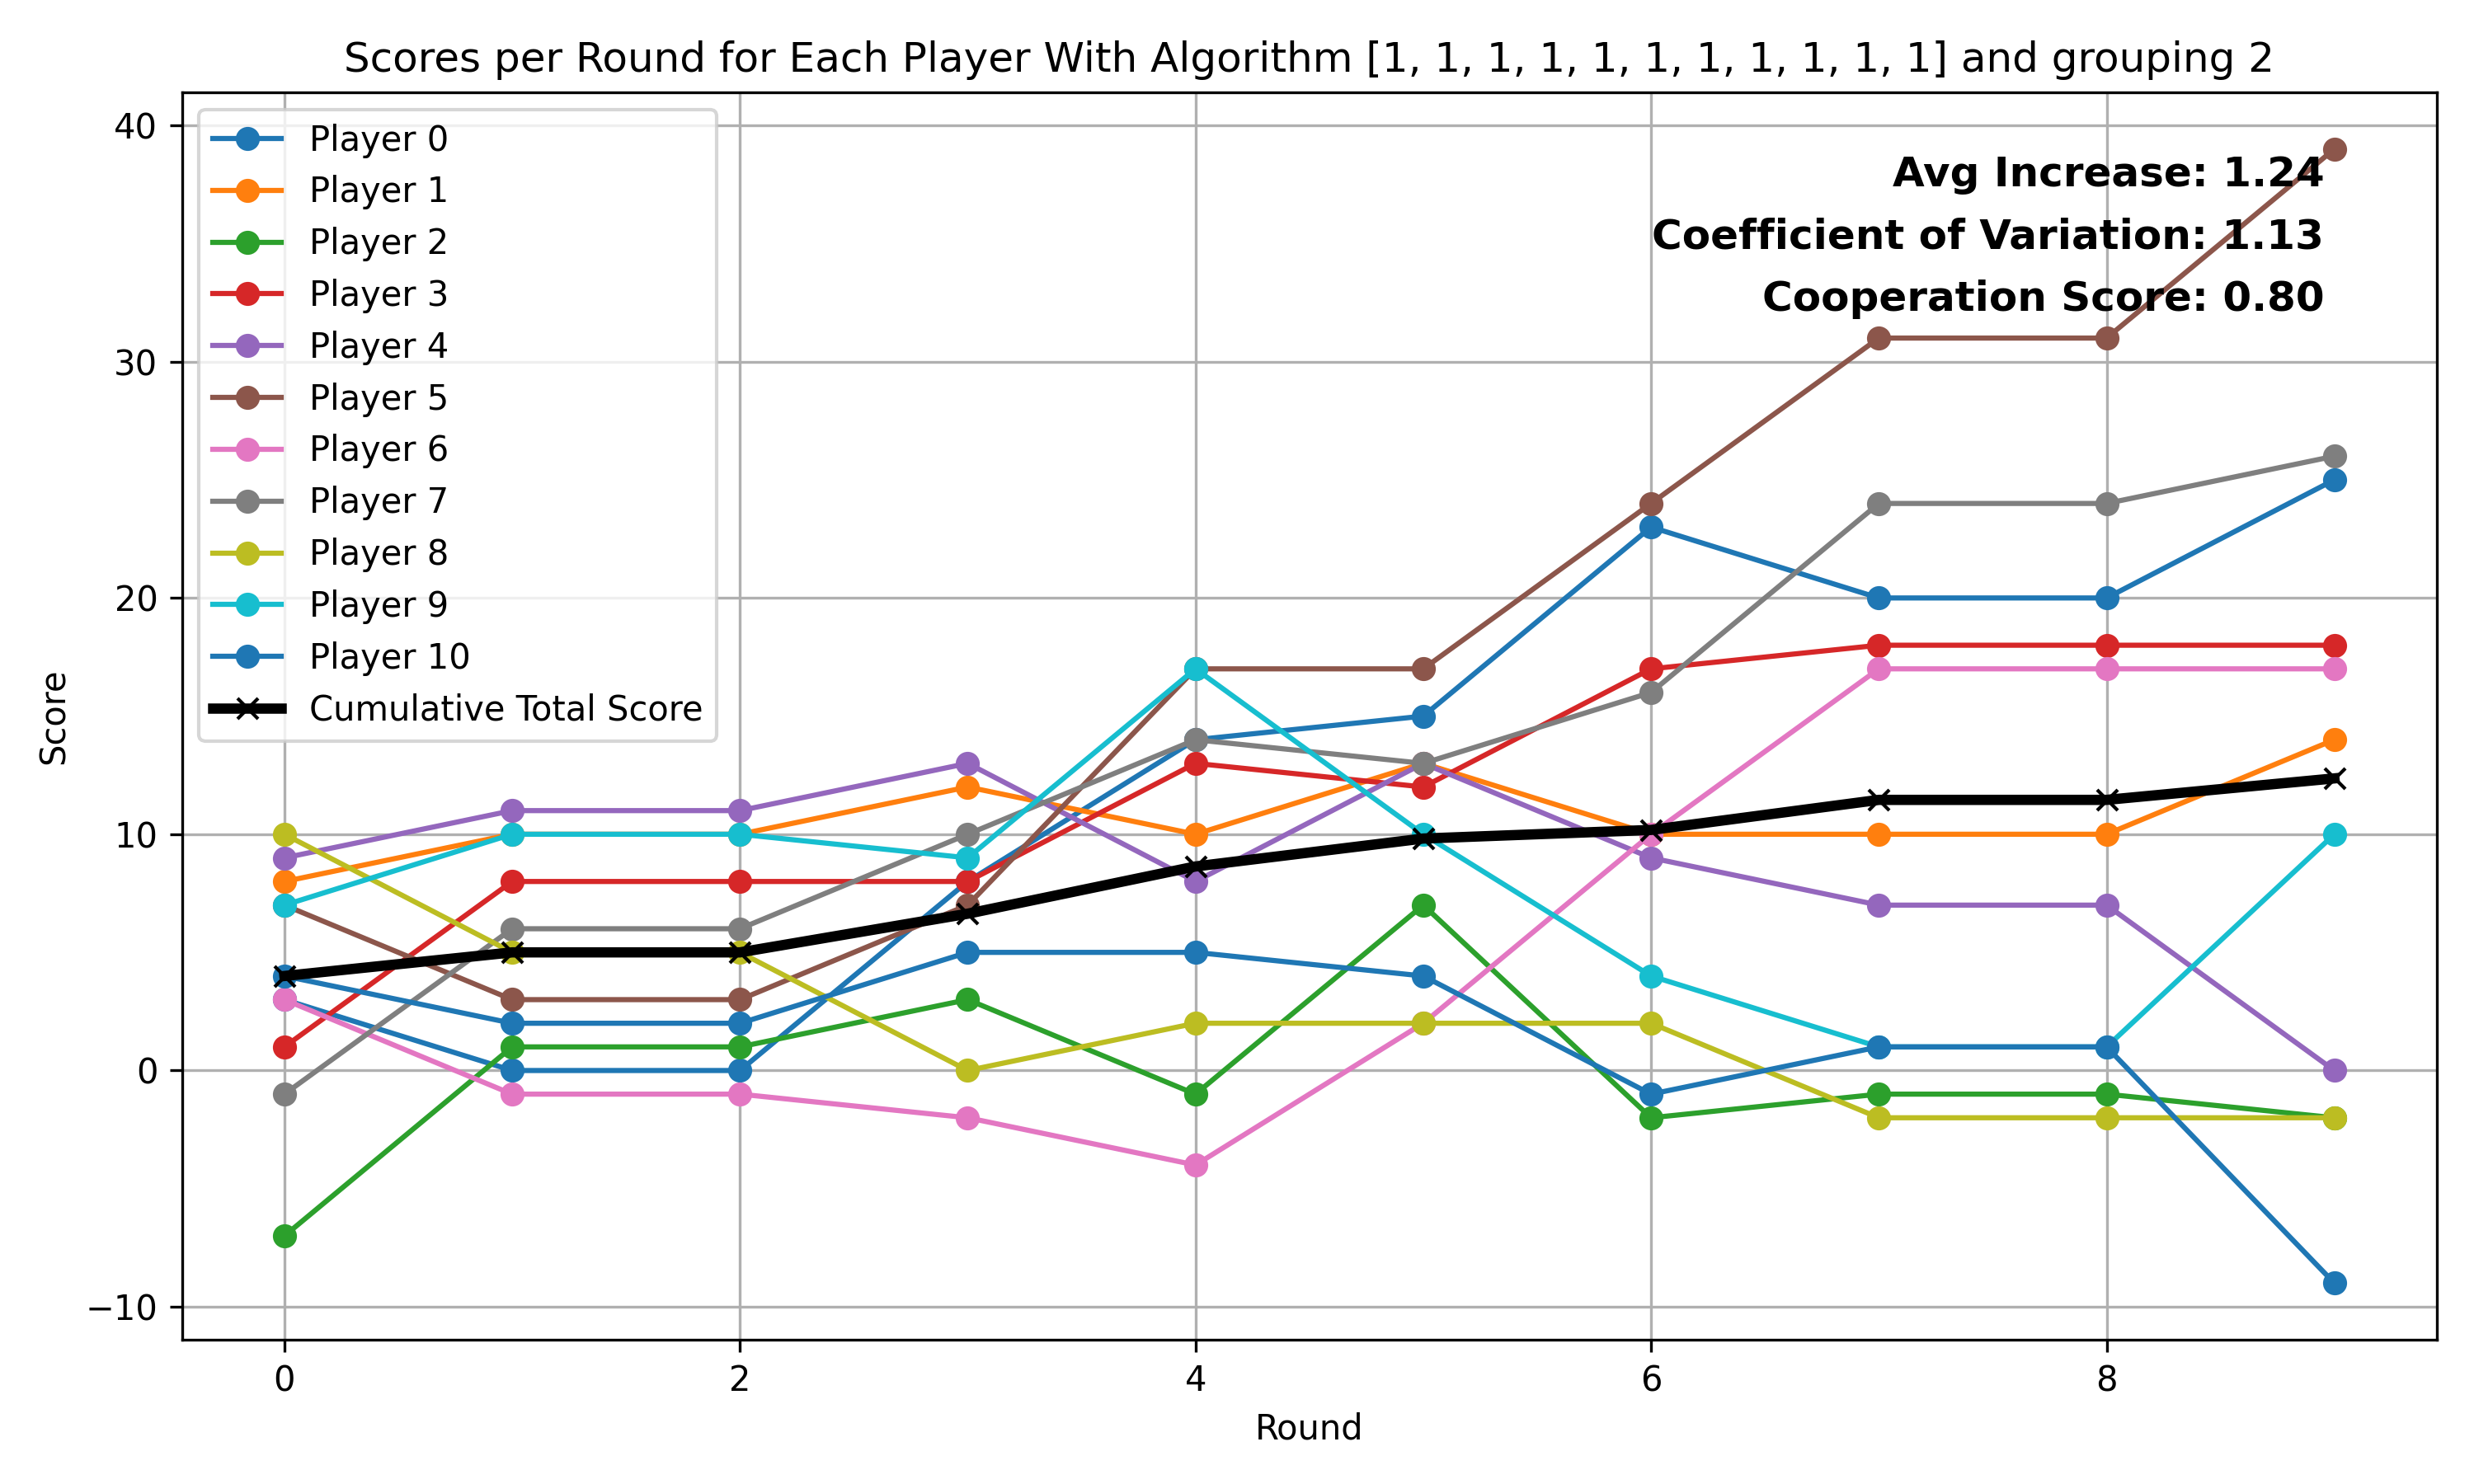 Scores per Round for Each Player With Algorithm [1, 1, 1, 1, 1, 1, 1, 1, 1, 1, 1] and grouping 2
40
30
20
10
0
−10
Score
Player 0
Player 1
Player 2
Player 3
Player 4
Player 5
Player 6
Player 7
Player 8
Player 9
Player 10
Cumulative Total Score
Avg Increase: 1.24
Coefficient of Variation: 1.13
Cooperation Score: 0.80
0 2 4 6 8
Round